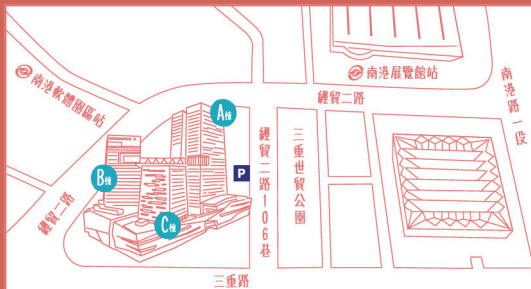 南港軟體園區站
南港展覽館站
南港路一段
經貿二路
A棟
B棟
C棟
P
經貿二路106巷
三重世貿公園
經貿二路
三重路